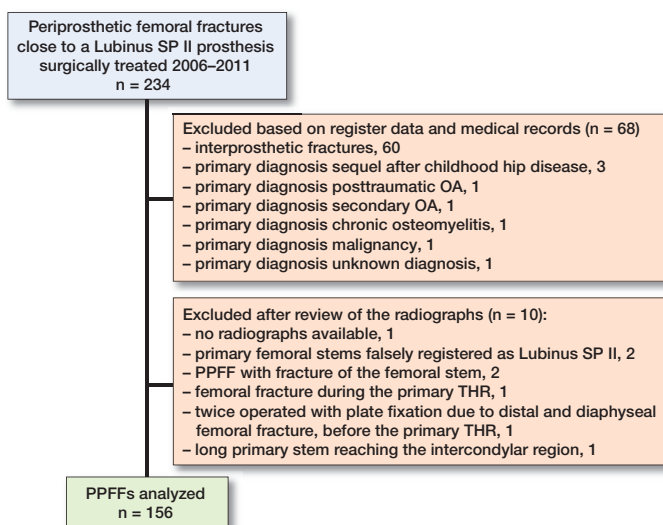 Periprosthetic femoral fractures
close to a Lubinus SP II prosthesis
surgically treated 2006–2011
n = 234
Excluded based on register data and medical records (n = 68)
– interprosthetic fractures, 60
– primary diagnosis sequel after childhood hip disease, 3
– primary diagnosis posttraumatic OA, 1
– primary diagnosis secondary OA, 1
– primary diagnosis chronic osteomyelitis, 1
– primary diagnosis malignancy, 1
– primary diagnosis unknown diagnosis, 1
Excluded after review of the radiographs (n = 10):
– no radiographs available, 1
– primary femoral stems falsely registered as Lubinus SP II, 2
– PPFF with fracture of the femoral stem, 2
– femoral fracture during the primary THR, 1
– twice operated with plate fixation due to distal and diaphyseal
femoral fracture, before the primary THR, 1
– long primary stem reaching the intercondylar region, 1
PPFFs analyzed
n = 156